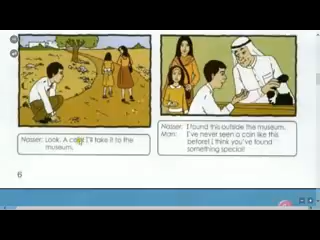 Nasser: Look. A coin! I'll take it to the
museum.
Nasser: I found this outside the museum.
Man: I've never seen a coin like this
before! I think you've found
something special!
6